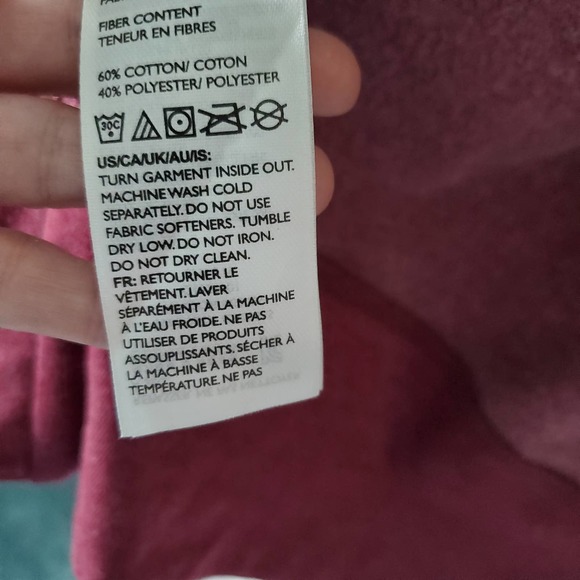 FIBER CONTENT
TENEUR EN FIBRES
60% COTTON/ COTON
40% POLYESTER/ POLYESTER
30C
US/CA/UK/AU/IS:
TURN GARMENT INSIDE OUT.
MACHINE WASH COLD
SEPARATELY. DO NOT USE
FABRIC SOFTENERS. TUMBLE
DRY LOW. DO NOT IRON.
DO NOT DRY CLEAN.
FR: RETOURNER LE
VÊTEMENT. LAVER
SÉPARÉMENT À LA MACHINE
À L'EAU FROIDE. NE PAS
UTILISER DE PRODUITS
ASSOUPLISSANTS. SÉCHER À
LA MACHINE À BASSE
TEMPÉRATURE. NE PAS